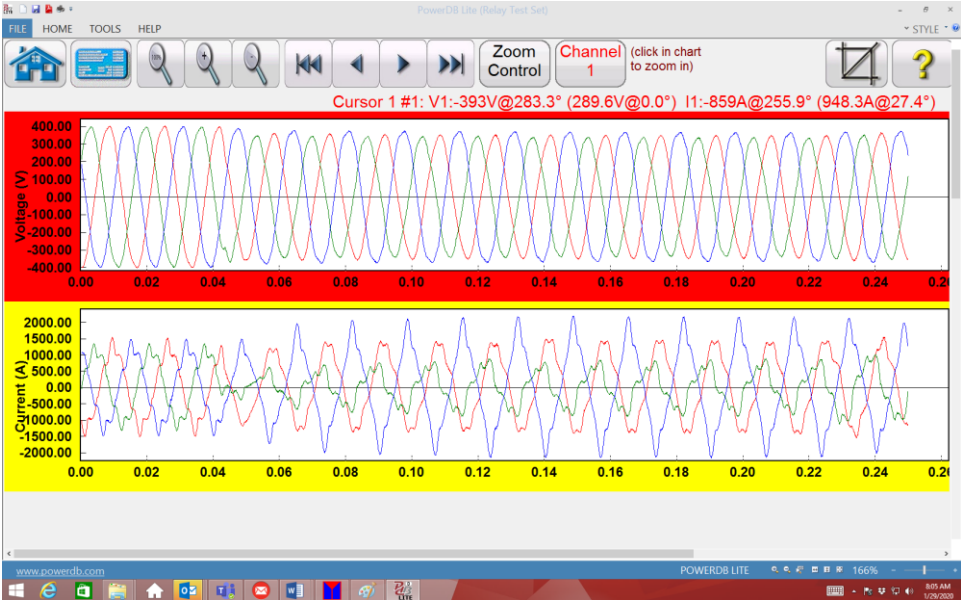 PowerDB Lite (Relay Test Set)
FILE HOME TOOLS HELP STYLE
100%
Zoom Control
Channel 1
(click in chart to zoom in)
Cursor 1 #1: V1:-393V@283.3° (289.6V@0.0°) I1:-859A@255.9° (948.3A@27.4°)
Voltage (V)
400.00
300.00
200.00
100.00
0.00
-100.00
-200.00
-300.00
-400.00
0.00 0.02 0.04 0.06 0.08 0.10 0.12 0.14 0.16 0.18 0.20 0.22 0.24 0.26
Current (A)
2000.00
1500.00
1000.00
500.00
0.00
-500.00
-1000.00
-1500.00
-2000.00
0.00 0.02 0.04 0.06 0.08 0.10 0.12 0.14 0.16 0.18 0.20 0.22 0.24 0.26
www.powerdb.com POWERDB LITE 166%
LITE
8:05 AM
1/29/2020